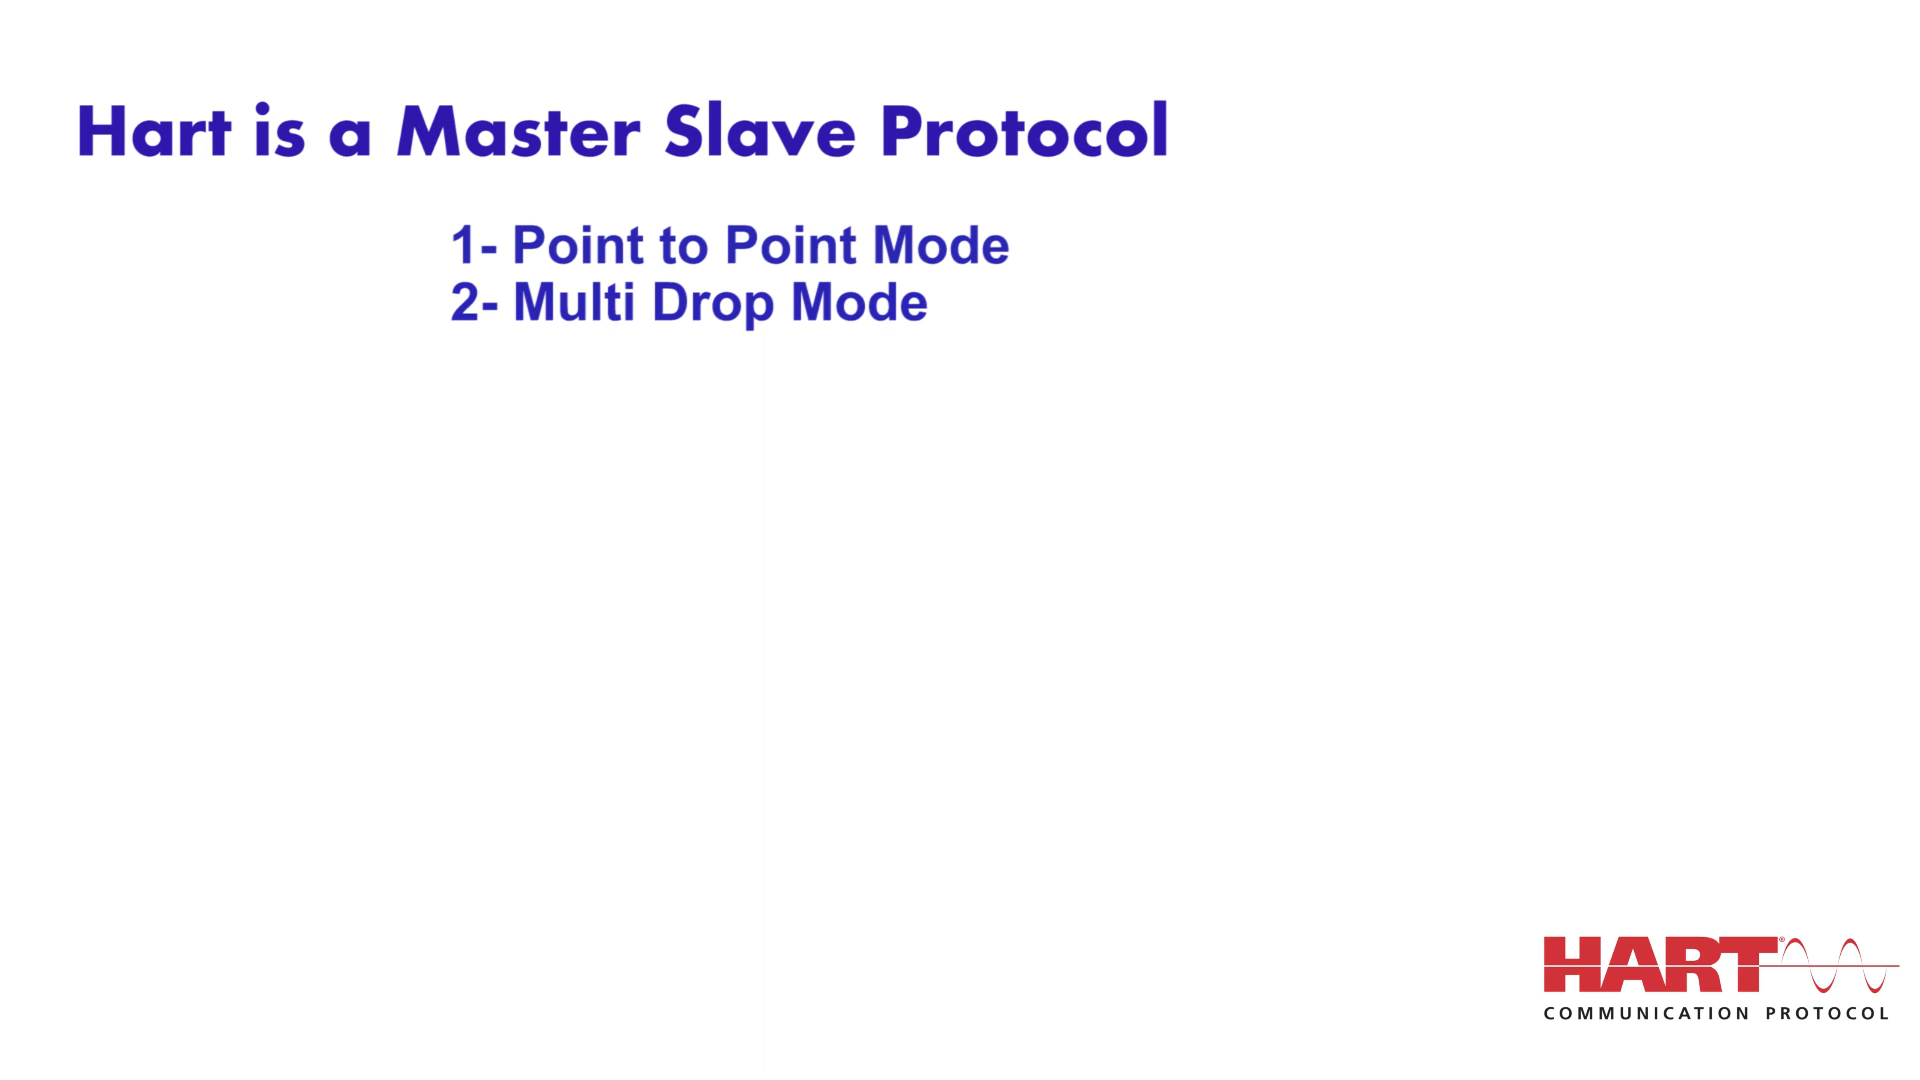 Hart is a Master Slave Protocol
1- Point to Point Mode
2- Multi Drop Mode
HART®
COMMUNICATION PROTOCOL